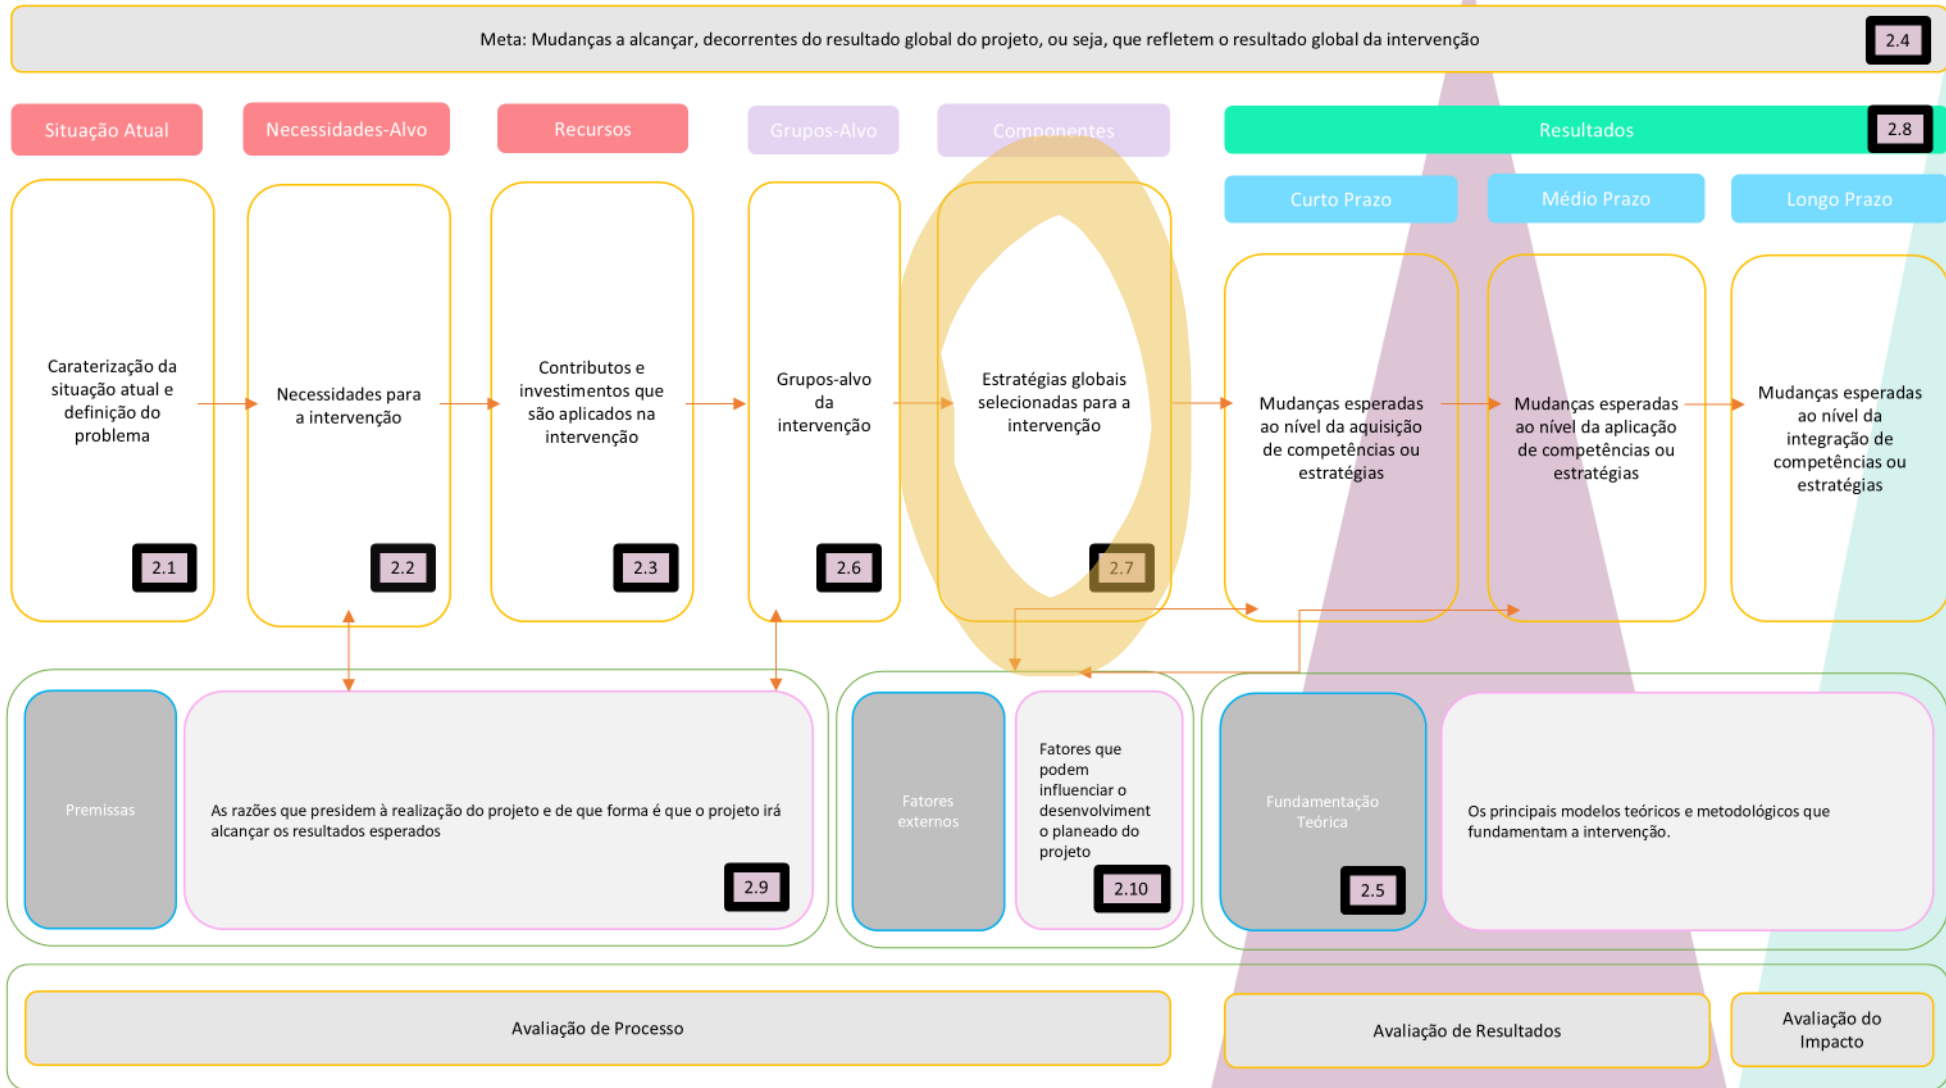 Meta: Mudanças a alcançar, decorrentes do resultado global do projeto, ou seja, que refletem o resultado global da intervenção
2.4
Situação Atual
Necessidades-Alvo
Recursos
Grupos-Alvo
Componentes
Resultados
2.8
Curto Prazo
Médio Prazo
Longo Prazo
Caraterização da
situação atual e
definição do
problema
2.1
Necessidades para
a intervenção
2.2
Contributos e
investimentos que
são aplicados na
intervenção
2.3
Grupos-alvo
da
intervenção
2.6
Estratégias globais
selecionadas para a
intervenção
2.7
Mudanças esperadas
ao nível da aquisição
de competências ou
estratégias
Mudanças esperadas
ao nível da aplicação
de competências ou
estratégias
Mudanças esperadas
ao nível da
integração de
competências ou
estratégias
Premissas
As razões que presidem à realização do projeto e de que forma é que o projeto irá
alcançar os resultados esperados
2.9
Fatores
externos
Fatores que
podem
influenciar o
desenvolviment
o planeado do
projeto
2.10
Fundamentação
Teórica
2.5
Os principais modelos teóricos e metodológicos que
fundamentam a intervenção.
Avaliação de Processo
Avaliação de Resultados
Avaliação do
Impacto